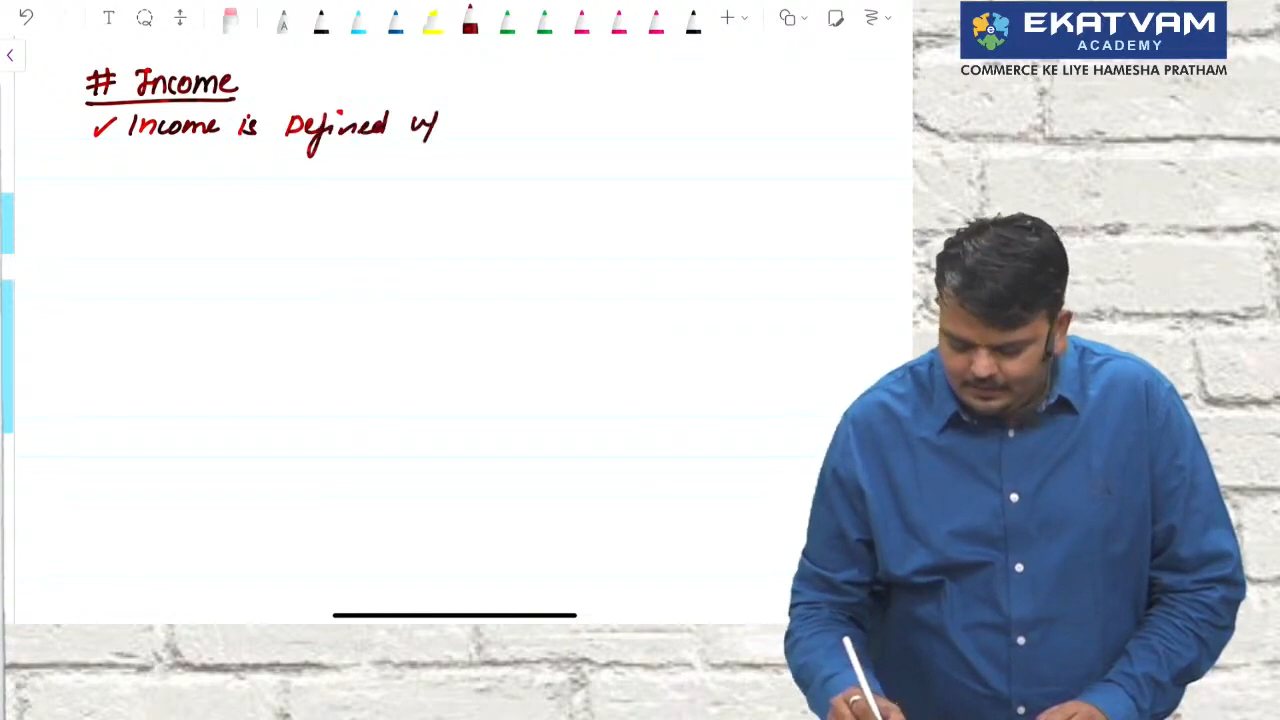 EKATVAM
ACADEMY
COMMERCE KE LIYE HAMESHA PRATHAM
# Income
✓ Income is Defined u/